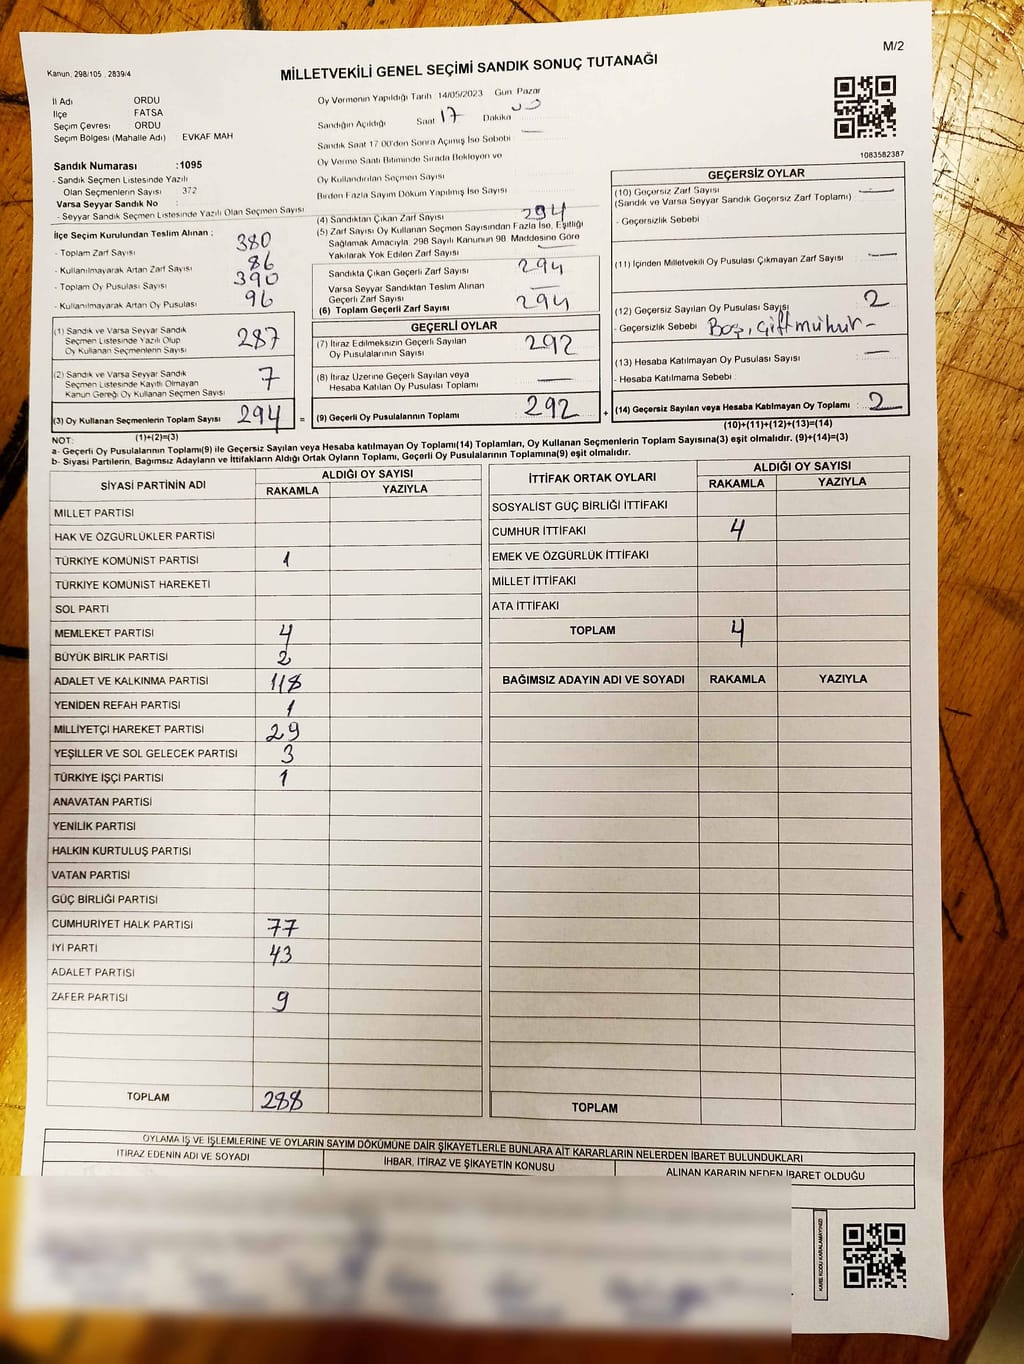 M/2
Kanun, 298/105 , 2839/4
MİLLETVEKİLİ GENEL SEÇİMİ SANDIK SONUÇ TUTANAĞI
İl Adı ORDU
İlçe FATSA
Seçim Çevresi ORDU
Seçim Bölgesi (Mahalle Adı) EVKAF MAH
Sandık Numarası :1095
- Sandık Seçmen Listesinde Yazılı
Olan Seçmenlerin Sayısı 372
Varsa Seyyar Sandık No
- Seyyar Sandık Seçmen Listesinde Yazılı Olan Seçmen Sayısı
Oy Vermenin Yapıldığı Tarih 14/05/2023 Gün Pazar
Sandığın Açıldığı Saat 17 Dakika
Sandık Saat 17.00'den Sonra Açılmış İse Sebebi
Oy Verme Saati Bitiminde Sırada Bekleyen ve
Oy Kullandırılan Seçmen Sayısı
Birden Fazla Sayım Döküm Yapılmış İse Sayısı
1083582387
İlçe Seçim Kurulundan Teslim Alınan :
- Toplam Zarf Sayısı 380
- Kullanılmayarak Artan Zarf Sayısı 86
- Toplam Oy Pusulası Sayısı 390
- Kullanılmayarak Artan Oy Pusulası 96
(1) Sandık ve Varsa Seyyar Sandık
Seçmen Listesinde Yazılı Olup
Oy Kullanan Seçmenlerin Sayısı 287
(2) Sandık ve Varsa Seyyar Sandık
Seçmen Listesinde Kayıtlı Olmayan
Kanun Gereği Oy Kullanan Seçmen Sayısı 7
(3) Oy Kullanan Seçmenlerin Toplam Sayısı 294 =
(1)+(2)=(3)
(4) Sandıktan Çıkan Zarf Sayısı 294
(5) Zarf Sayısı Oy Kullanan Seçmen Sayısından Fazla İse, Eşitliği
Sağlamak Amacıyla, 298 Sayılı Kanunun 98. Maddesine Göre
Yakılarak Yok Edilen Zarf Sayısı
Sandıkta Çıkan Geçerli Zarf Sayısı 294
Varsa Seyyar Sandıktan Teslim Alınan
Geçerli Zarf Sayısı —
(6) Toplam Geçerli Zarf Sayısı 294
GEÇERLİ OYLAR
(7) İtiraz Edilmeksizin Geçerli Sayılan
Oy Pusulalarının Sayısı 292
(8) İtiraz Üzerine Geçerli Sayılan veya
Hesaba Katılan Oy Pusulası Toplamı —
(9) Geçerli Oy Pusulalarının Toplamı 292 +
GEÇERSİZ OYLAR
(10) Geçersiz Zarf Sayısı
(Sandık ve Varsa Seyyar Sandık Geçersiz Zarf Toplamı) —
- Geçersizlik Sebebi
(11) İçinden Milletvekili Oy Pusulası Çıkmayan Zarf Sayısı —
(12) Geçersiz Sayılan Oy Pusulası Sayısı 2
- Geçersizlik Sebebi Boş, çift mühür -
(13) Hesaba Katılmayan Oy Pusulası Sayısı —
- Hesaba Katılmama Sebebi :
(14) Geçersiz Sayılan veya Hesaba Katılmayan Oy Toplamı : 2
(10)+(11)+(12)+(13)=(14)
NOT:
a- Geçerli Oy Pusulalarının Toplamı(9) ile Geçersiz Sayılan veya Hesaba katılmayan Oy Toplamı(14) Toplamları, Oy Kullanan Seçmenlerin Toplam Sayısına(3) eşit olmalıdır. (9)+(14)=(3)
b- Siyasi Partilerin, Bağımsız Adayların ve İttifakların Aldığı Ortak Oyların Toplamı, Geçerli Oy Pusulalarının Toplamına(9) eşit olmalıdır.
SİYASİ PARTİNİN ADI ALDIĞI OY SAYISI
RAKAMLA YAZIYLA
MİLLET PARTİSİ
HAK VE ÖZGÜRLÜKLER PARTİSİ
TÜRKİYE KOMÜNİST PARTİSİ 1
TÜRKİYE KOMÜNİST HAREKETİ
SOL PARTİ
MEMLEKET PARTİSİ 4
BÜYÜK BİRLİK PARTİSİ 2
ADALET VE KALKINMA PARTİSİ 118
YENİDEN REFAH PARTİSİ 1
MİLLİYETÇİ HAREKET PARTİSİ 29
YEŞİLLER VE SOL GELECEK PARTİSİ 3
TÜRKİYE İŞÇİ PARTİSİ 1
ANAVATAN PARTİSİ
YENİLİK PARTİSİ
HALKIN KURTULUŞ PARTİSİ
VATAN PARTİSİ
GÜÇ BİRLİĞİ PARTİSİ
CUMHURİYET HALK PARTİSİ 77
İYİ PARTİ 43
ADALET PARTİSİ
ZAFER PARTİSİ 9
TOPLAM 288
İTTİFAK ORTAK OYLARI ALDIĞI OY SAYISI
RAKAMLA YAZIYLA
SOSYALİST GÜÇ BİRLİĞİ İTTİFAKI
CUMHUR İTTİFAKI 4
EMEK VE ÖZGÜRLÜK İTTİFAKI
MİLLET İTTİFAKI
ATA İTTİFAKI
TOPLAM 4
BAĞIMSIZ ADAYIN ADI VE SOYADI RAKAMLA YAZIYLA
TOPLAM
OYLAMA İŞ VE İŞLEMLERİNE VE OYLARIN SAYIM DÖKÜMÜNE DAİR ŞİKAYETLERLE BUNLARA AİT KARARLARIN NELERDEN İBARET BULUNDUKLARI
İTİRAZ EDENİN ADI VE SOYADI İHBAR, İTİRAZ VE ŞİKAYETİN KONUSU ALINAN KARARIN NEDEN İBARET OLDUĞU
KARE KODU KARALAMAYINIZ!